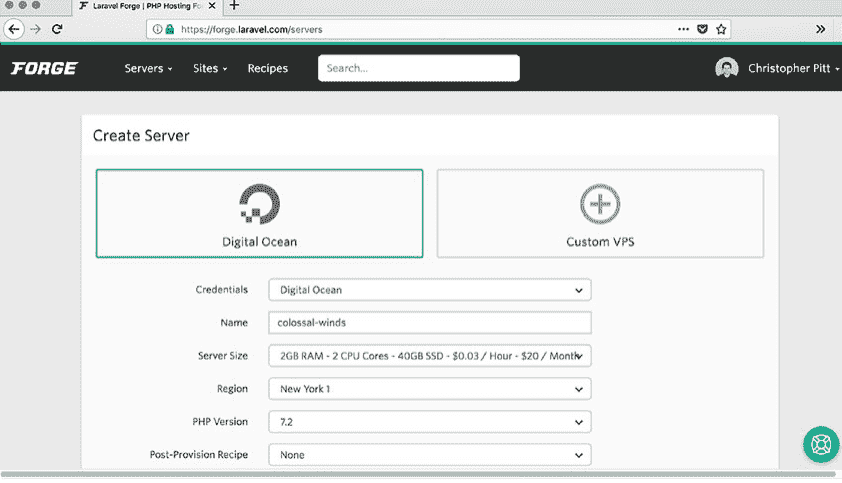 Laravel Forge | PHP Hosting Fo
https://forge.laravel.com/servers
FORGE Servers Sites Recipes Search... Christopher Pitt
Create Server
Digital Ocean Custom VPS
Credentials Digital Ocean
Name colossal-winds
Server Size 2GB RAM - 2 CPU Cores - 40GB SSD - $0.03 / Hour - $20 / Month
Region New York 1
PHP Version 7.2
Post-Provision Recipe None